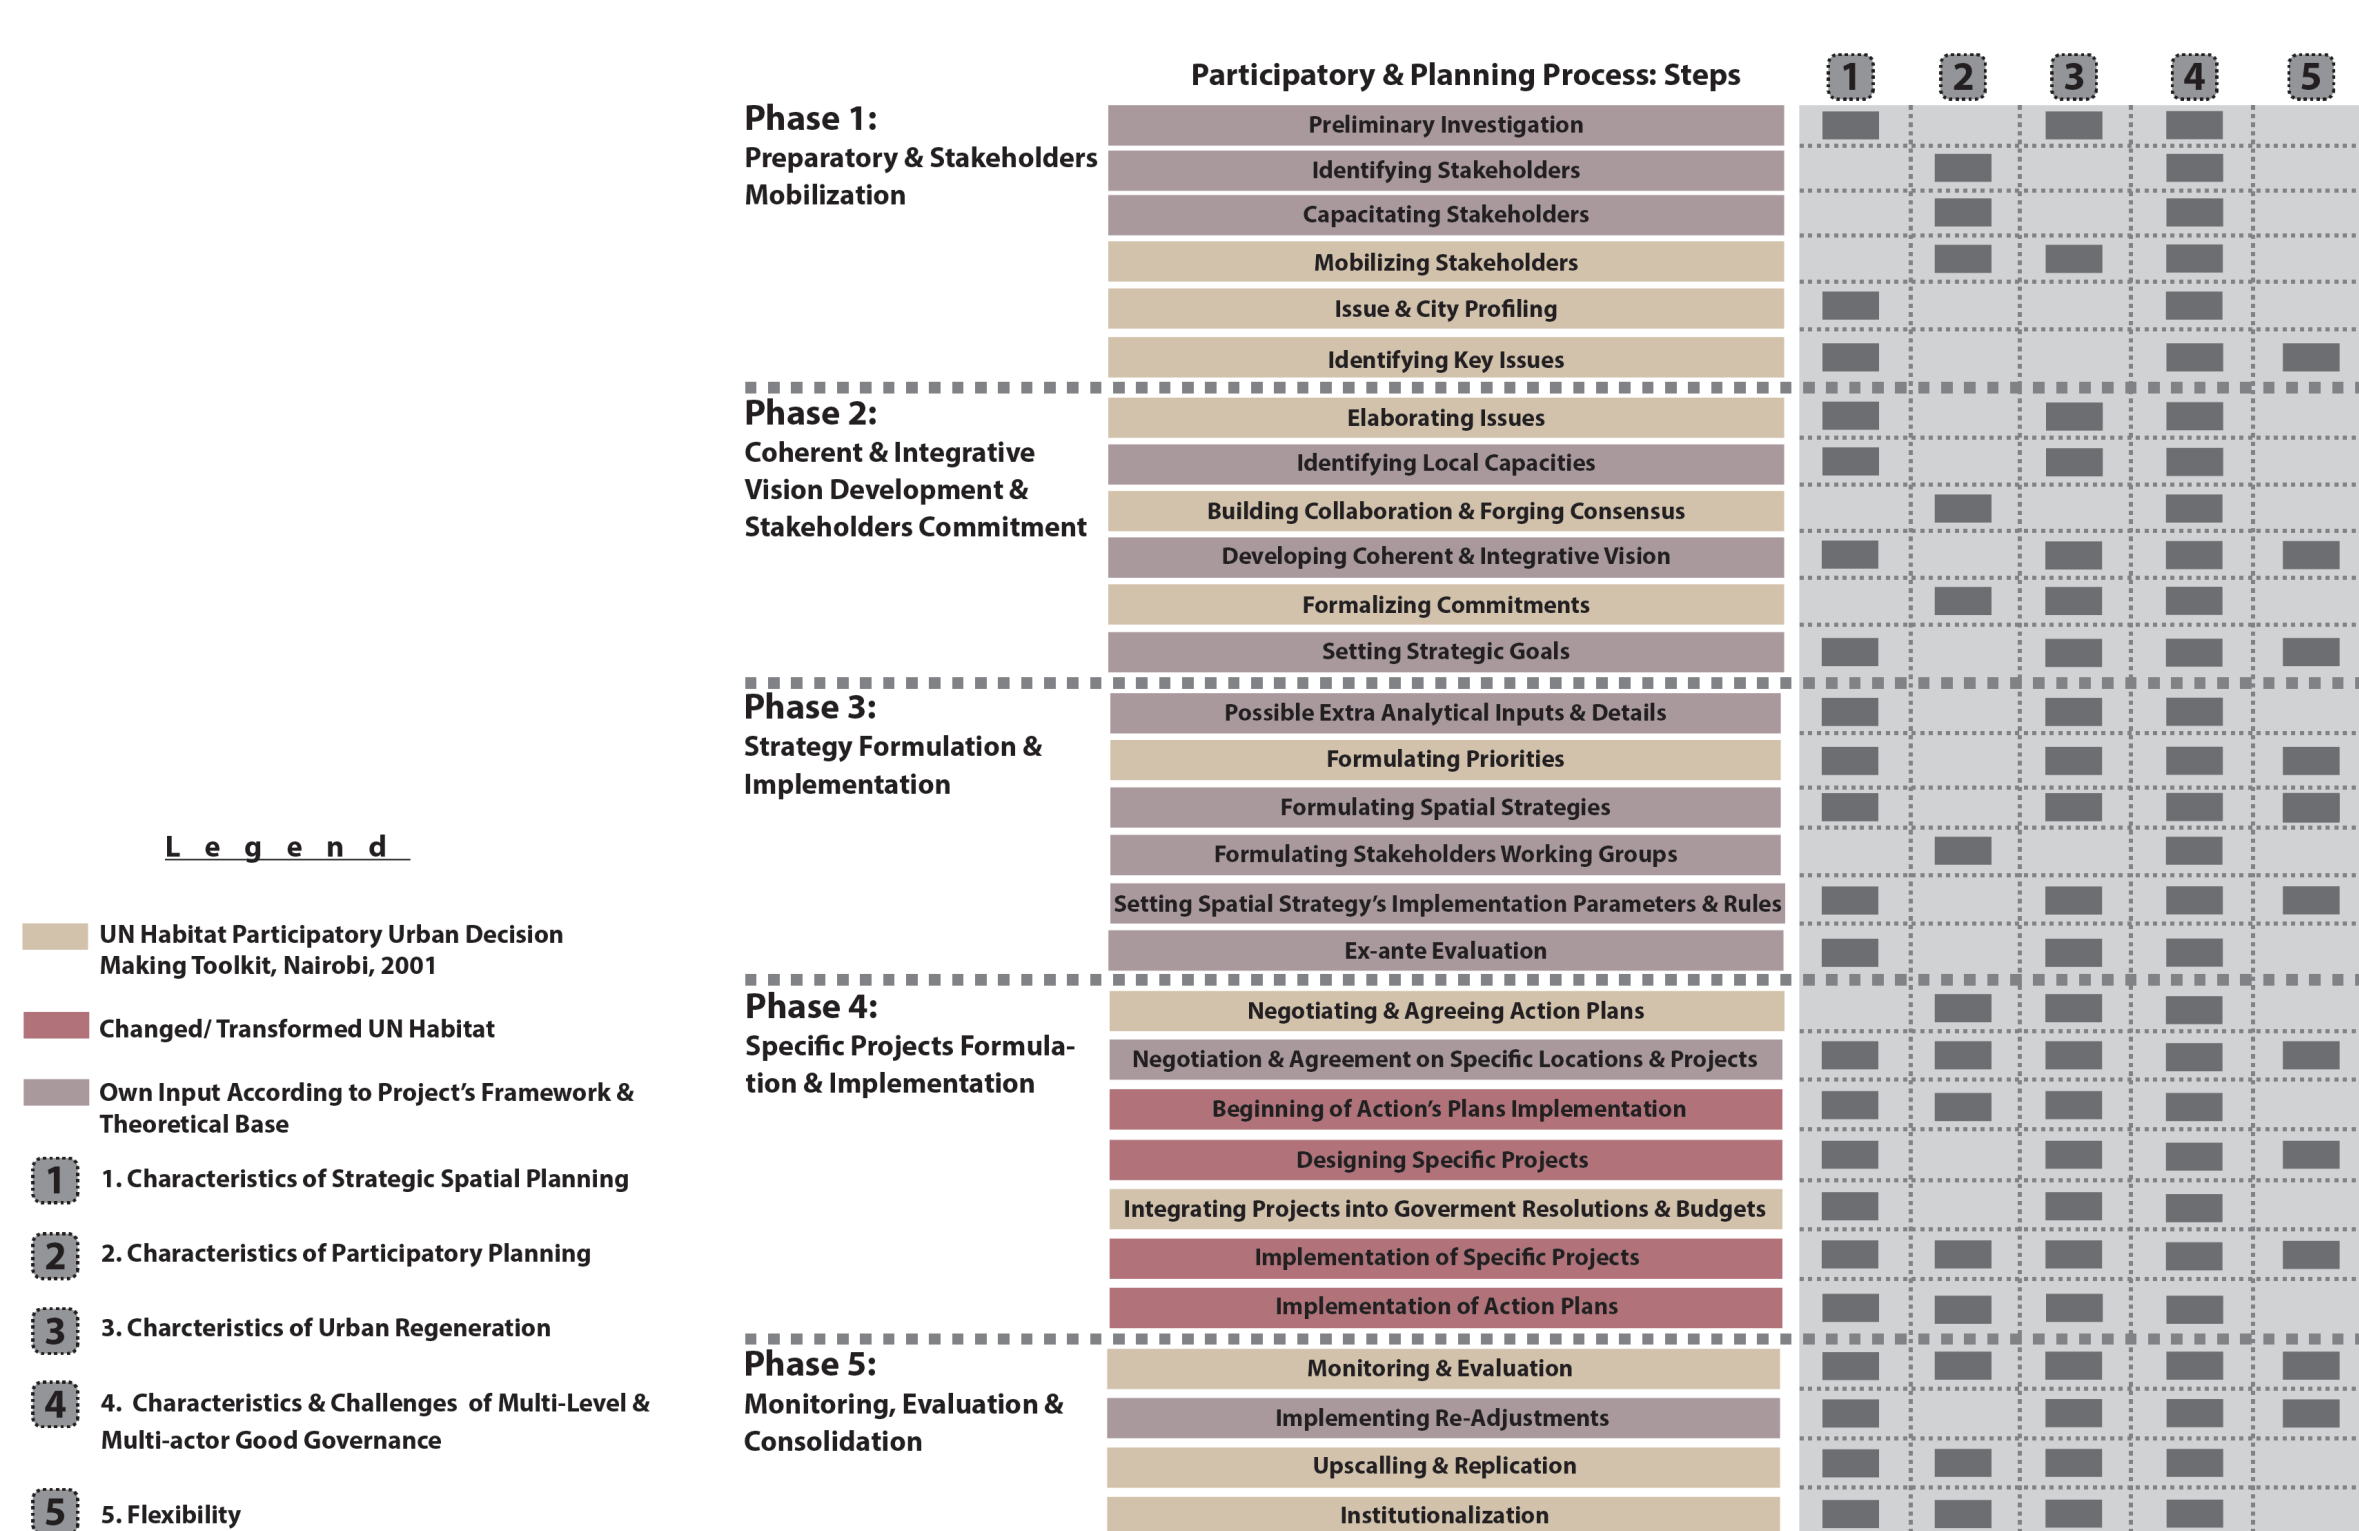 Participatory & Planning Process: Steps
1 2 3 4 5
Phase 1:
Preparatory & Stakeholders
Mobilization
Preliminary Investigation
Identifying Stakeholders
Capacitating Stakeholders
Mobilizing Stakeholders
Issue & City Profiling
Identifying Key Issues
Phase 2:
Coherent & Integrative
Vision Development &
Stakeholders Commitment
Elaborating Issues
Identifying Local Capacities
Building Collaboration & Forging Consensus
Developing Coherent & Integrative Vision
Formalizing Commitments
Setting Strategic Goals
Phase 3:
Strategy Formulation &
Implementation
Possible Extra Analytical Inputs & Details
Formulating Priorities
Formulating Spatial Strategies
Formulating Stakeholders Working Groups
Setting Spatial Strategy’s Implementation Parameters & Rules
Ex-ante Evaluation
Phase 4:
Specific Projects Formula-
tion & Implementation
Negotiating & Agreeing Action Plans
Negotiation & Agreement on Specific Locations & Projects
Beginning of Action’s Plans Implementation
Designing Specific Projects
Integrating Projects into Goverment Resolutions & Budgets
Implementation of Specific Projects
Implementation of Action Plans
Phase 5:
Monitoring, Evaluation &
Consolidation
Monitoring & Evaluation
Implementing Re-Adjustments
Upscalling & Replication
Institutionalization
Legend
UN Habitat Participatory Urban Decision
Making Toolkit, Nairobi, 2001
Changed/ Transformed UN Habitat
Own Input According to Project’s Framework &
Theoretical Base
1 1. Characteristics of Strategic Spatial Planning
2 2. Characteristics of Participatory Planning
3 3. Charcteristics of Urban Regeneration
4 4. Characteristics & Challenges of Multi-Level &
Multi-actor Good Governance
5 5. Flexibility